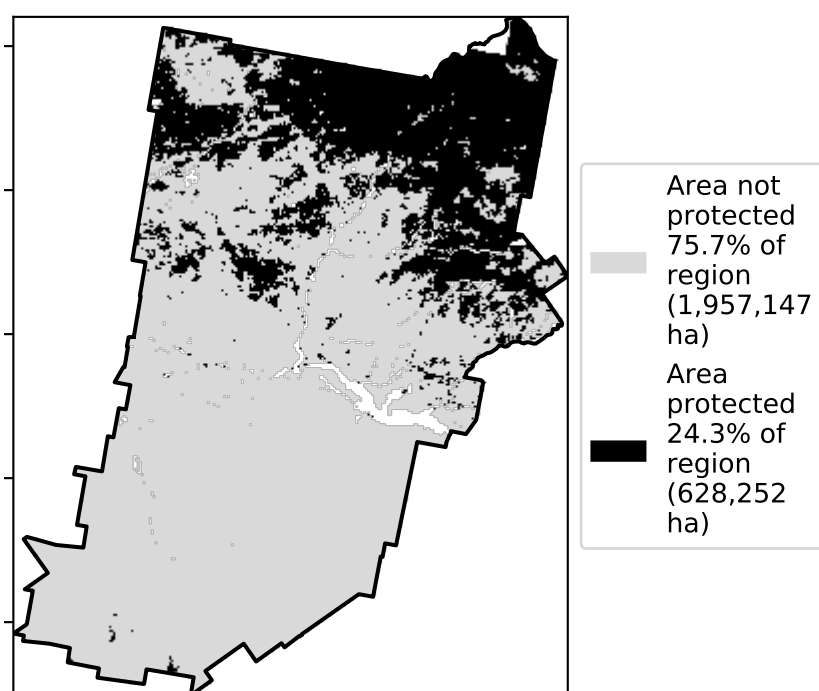 Area not
protected
75.7% of
region
(1,957,147
ha)
Area
protected
24.3% of
region
(628,252
ha)